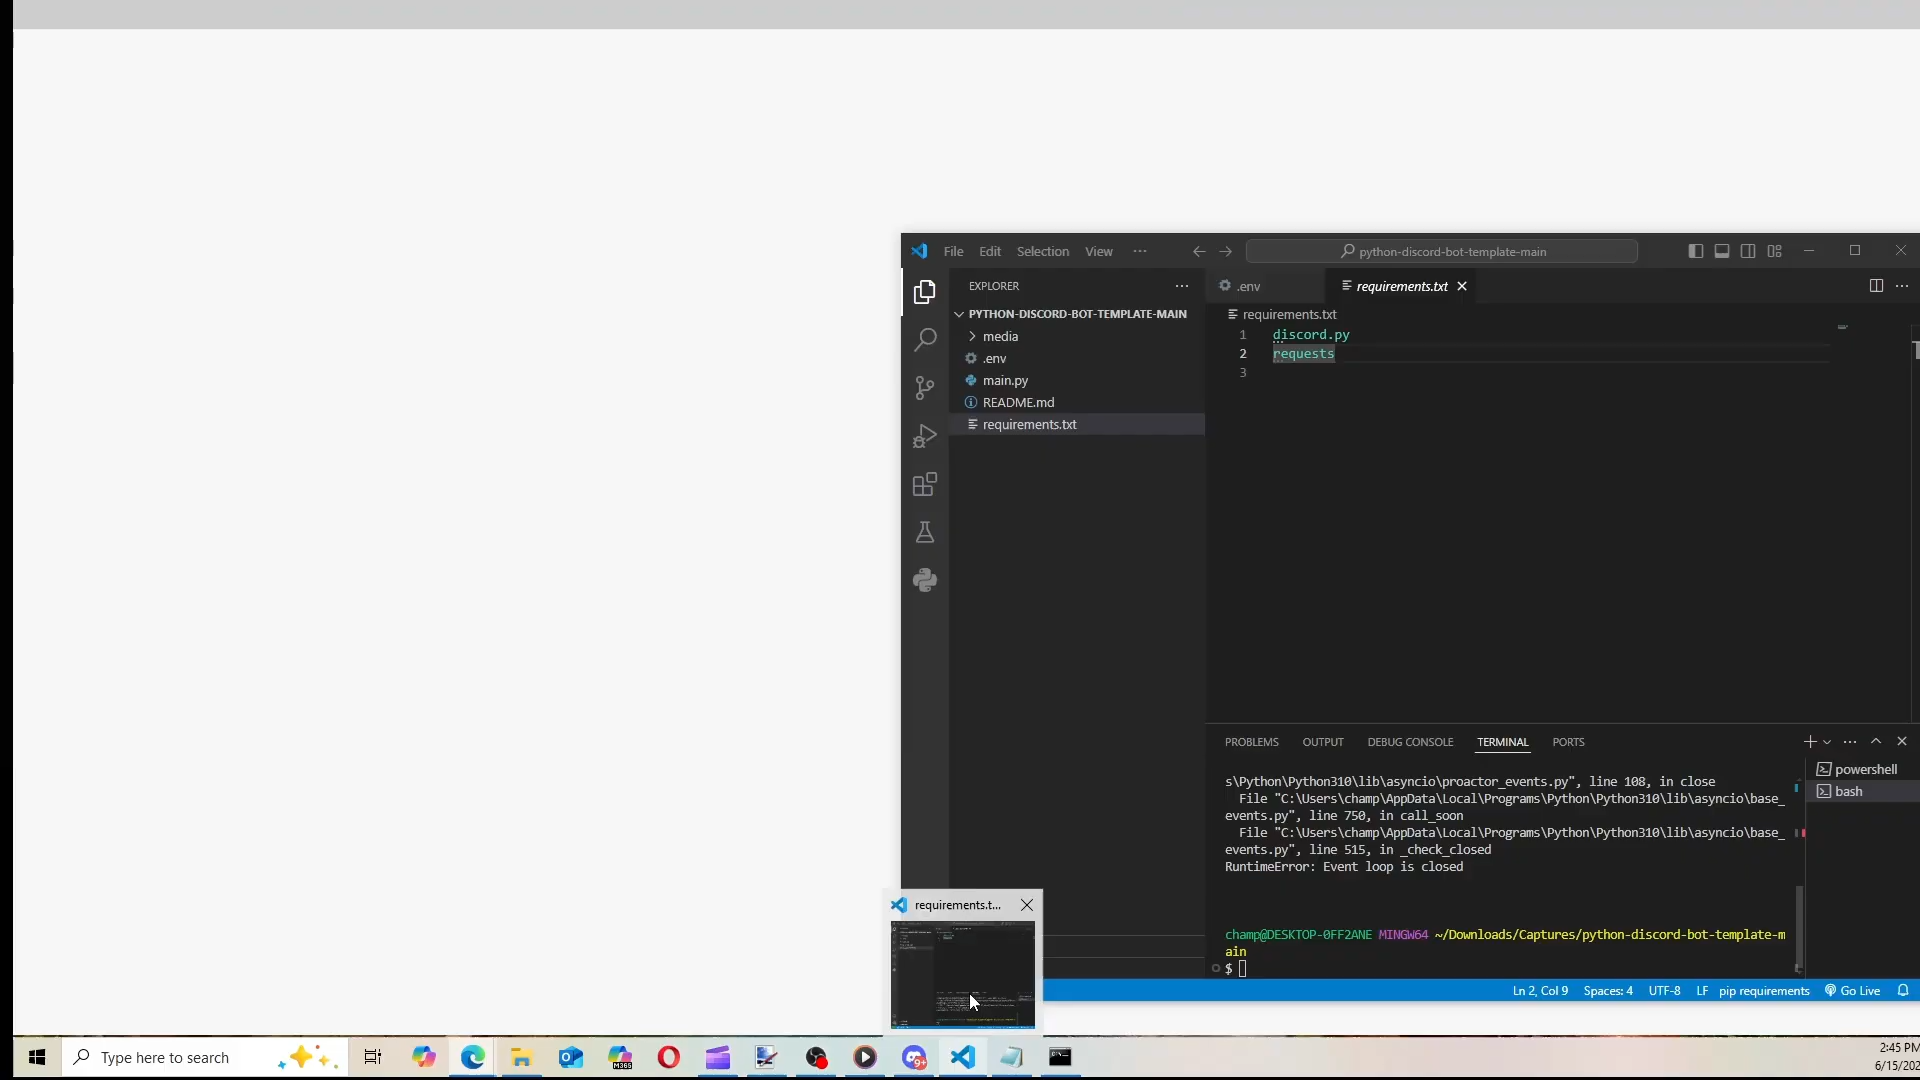 File Edit Selection View ···
python-discord-bot-template-main
EXPLORER
PYTHON-DISCORD-BOT-TEMPLATE-MAIN
media
.env
main.py
README.md
requirements.txt
.env
requirements.txt
requirements.txt
1 discord.py
2 requests
3
PROBLEMS OUTPUT DEBUG CONSOLE TERMINAL PORTS
powershell
bash
s\Python\Python310\lib\asyncio\proactor_events.py", line 108, in close
File "C:\Users\champ\AppData\Local\Programs\Python\Python310\lib\asyncio\base_
events.py", line 750, in call_soon
File "C:\Users\champ\AppData\Local\Programs\Python\Python310\lib\asyncio\base_
events.py", line 515, in _check_closed
RuntimeError: Event loop is closed
champ@DESKTOP-0FF2ANE MINGW64 ~/Downloads/Captures/python-discord-bot-template-m
ain
$
requirements.t...
Ln 2, Col 9 Spaces: 4 UTF-8 LF pip requirements Go Live
Type here to search
M365
9+
2:45 PM
6/15/202